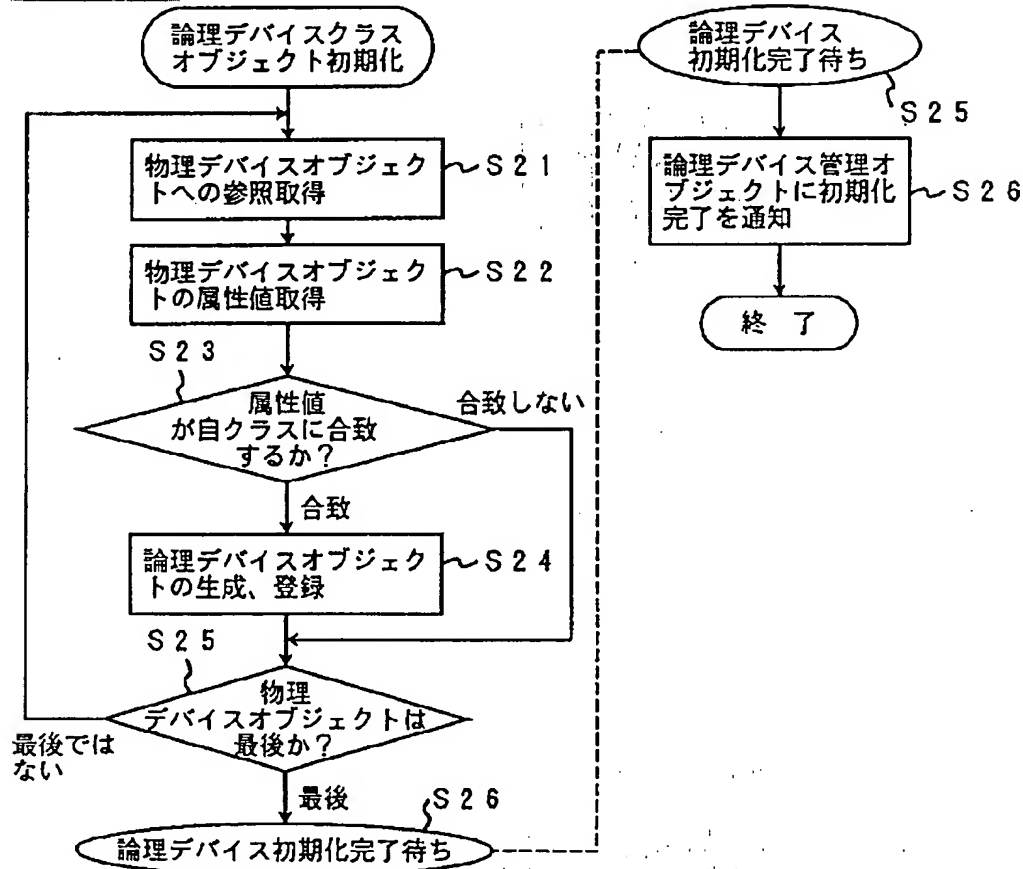 論理デバイスクラス
オブジェクト初期化
物理デバイスオブジェク
トへの参照取得
S21
物理デバイスオブジェク
トの属性値取得
S22
S23
属性値
が自クラスに合致
するか？
合致しない
合致
論理デバイスオブジェク
トの生成、登録
S24
S25
物理
デバイスオブジェクトは
最後か？
最後では
ない
最後
S26
論理デバイス初期化完了待ち
論理デバイス
初期化完了待ち
S25
論理デバイス管理オ
ブジェクトに初期化
完了を通知
S26
終 了